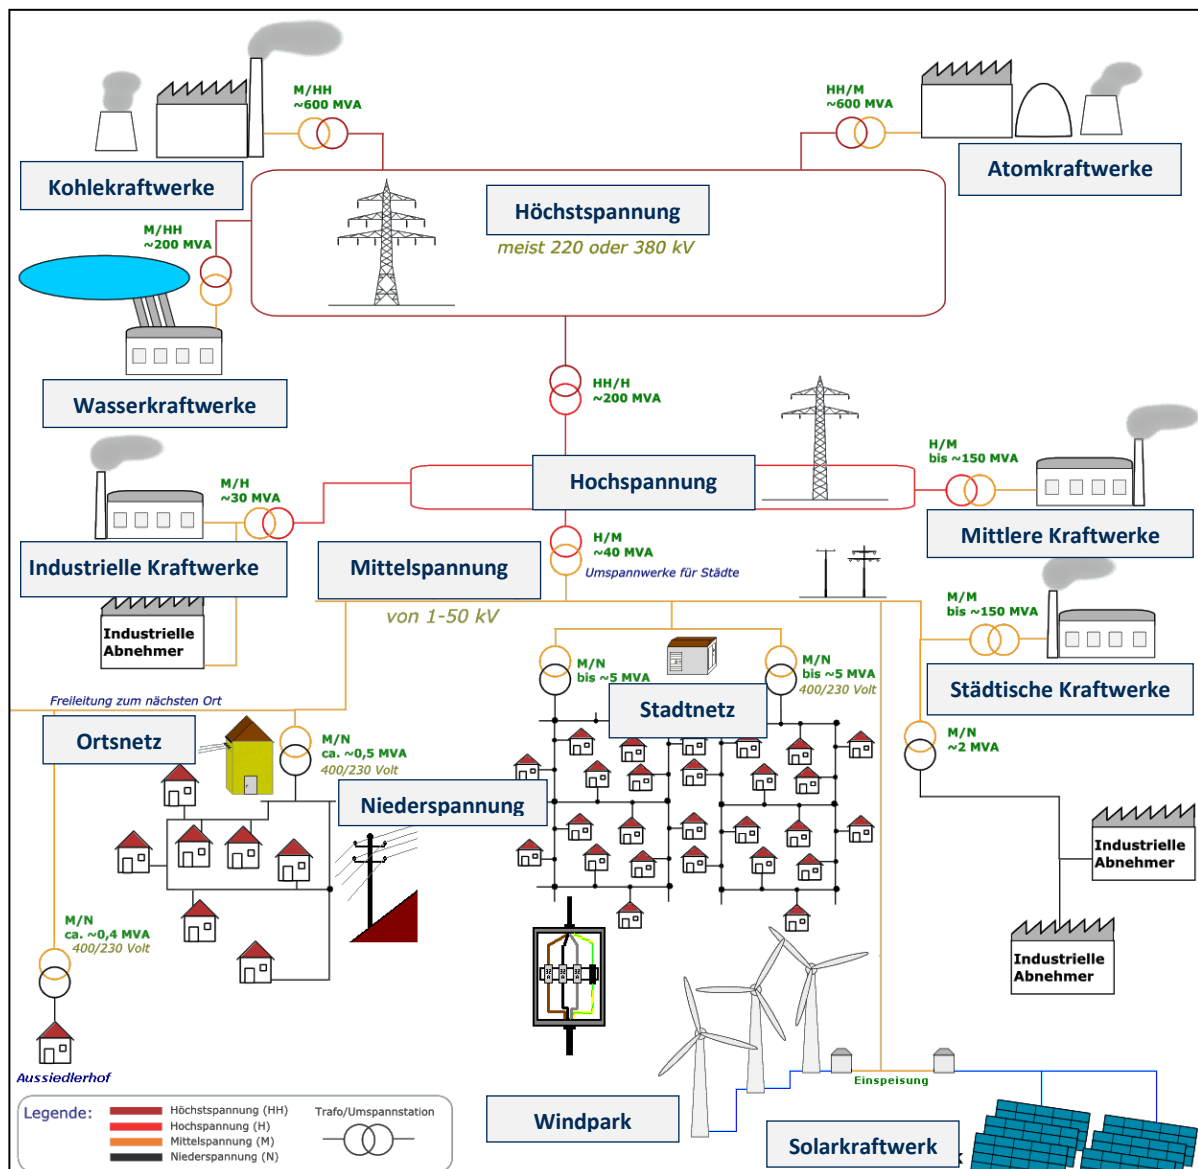 M/HH
~600 MVA
HH/M
~600 MVA
Kohlekraftwerke
Atomkraftwerke
Höchstspannung
meist 220 oder 380 kV
M/HH
~200 MVA
Wasserkraftwerke
HH/H
~200 MVA
H/M
bis ~150 MVA
M/H
~30 MVA
Hochspannung
Mittlere Kraftwerke
Industrielle Kraftwerke
Mittelspannung
H/M
~40 MVA
Umspannwerke für Städte
von 1-50 kV
M/M
bis ~150 MVA
Industrielle
Abnehmer
Städtische Kraftwerke
M/N
bis ~5 MVA
M/N
bis ~5 MVA
400/230 Volt
Freileitung zum nächsten Ort
Ortsnetz
Stadtnetz
M/N
ca. ~0,5 MVA
400/230 Volt
M/N
~2 MVA
Niederspannung
Industrielle
Abnehmer
M/N
ca. ~0,4 MVA
400/230 Volt
Industrielle
Abnehmer
Aussiedlerhof
Einspeisung
Windpark
Solarkraftwerk
Legende:
Höchstspannung (HH)
Hochspannung (H)
Mittelspannung (M)
Niederspannung (N)
Trafo/Umspannstation